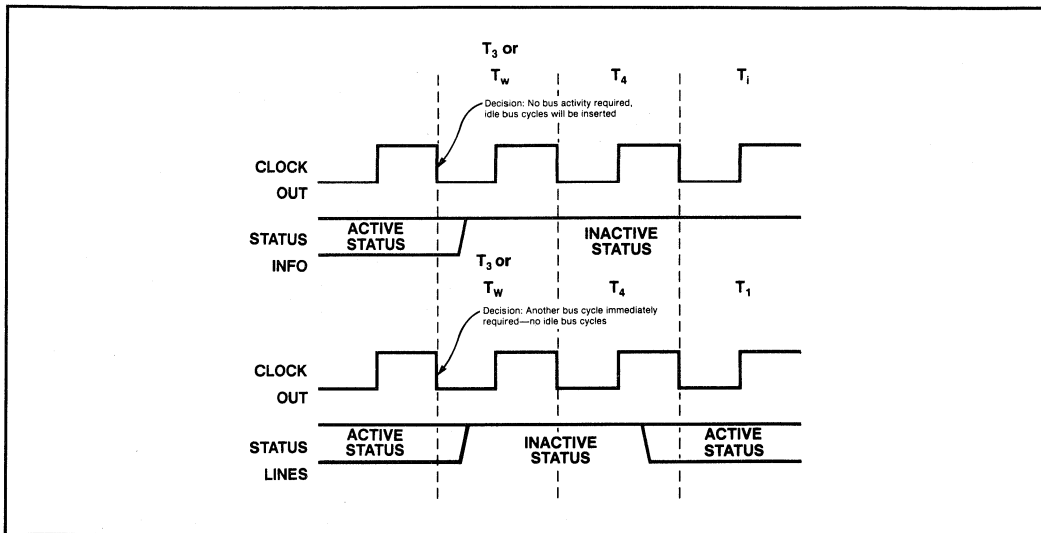 T3 or
Tw T4 Ti
Decision: No bus activity required,
idle bus cycles will be inserted
CLOCK
OUT
STATUS
INFO
ACTIVE
STATUS
INACTIVE
STATUS
T3 or
TW T4 T1
Decision: Another bus cycle immediately
required—no idle bus cycles
CLOCK
OUT
STATUS
LINES
ACTIVE
STATUS
INACTIVE
STATUS
ACTIVE
STATUS